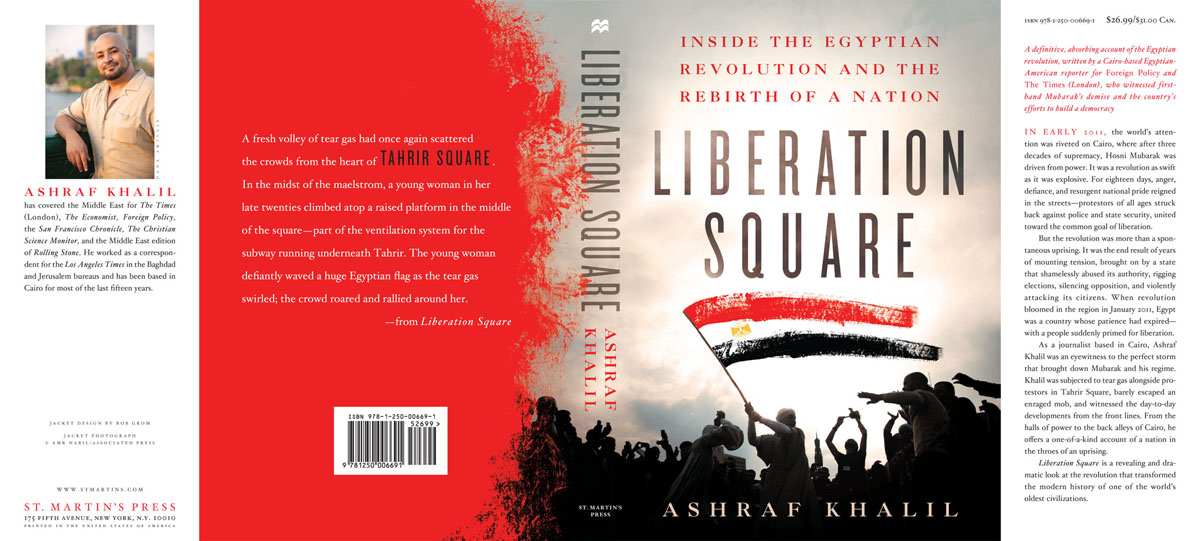 ASHRAF KHALIL
has covered the Middle East for The Times
(London), The Economist, Foreign Policy,
the San Francisco Chronicle, The Christian
Science Monitor, and the Middle East edition
of Rolling Stone. He worked as a correspon-
dent for the Los Angeles Times in the Baghdad
and Jerusalem bureaus and has been based in
Cairo for most of the last fifteen years.
JACKET DESIGN BY ROB GROM
JACKET PHOTOGRAPH
© AMR NABIL/ASSOCIATED PRESS
WWW.STMARTINS.COM
ST. MARTIN'S PRESS
175 FIFTH AVENUE, NEW YORK, N.Y. 10010
PRINTED IN THE UNITED STATES OF AMERICA
A fresh volley of tear gas had once again scattered
the crowds from the heart of TAHRIR SQUARE.
In the midst of the maelstrom, a young woman in her
late twenties climbed atop a raised platform in the middle
of the square—part of the ventilation system for the
subway running underneath Tahrir. The young woman
defiantly waved a huge Egyptian flag as the tear gas
swirled; the crowd roared and rallied around her.
—from Liberation Square
ISBN 978-1-250-00669-1
52699>
9 781250 006691
LIBERATION SQUARE
ASHRAF
KHALIL
ST. MARTIN'S
PRESS
INSIDE THE EGYPTIAN
REVOLUTION AND THE
REBIRTH OF A NATION
LIBERATION
SQUARE
ASHRAF KHALIL
ISBN 978-1-250-00669-1 $26.99/$31.00 CAN.
A definitive, absorbing account of the Egyptian
revolution, written by a Cairo-based Egyptian-
American reporter for Foreign Policy and
The Times (London), who witnessed first-
hand Mubarak's demise and the country's
efforts to build a democracy
IN EARLY 2011, the world's atten-
tion was riveted on Cairo, where after three
decades of supremacy, Hosni Mubarak was
driven from power. It was a revolution as swift
as it was explosive. For eighteen days, anger,
defiance, and resurgent national pride reigned
in the streets—protestors of all ages struck
back against police and state security, united
toward the common goal of liberation.
But the revolution was more than a spon-
taneous uprising. It was the end result of years
of mounting tension, brought on by a state
that shamelessly abused its authority, rigging
elections, silencing opposition, and violently
attacking its citizens. When revolution
bloomed in the region in January 2011, Egypt
was a country whose patience had expired—
with a people suddenly primed for liberation.
As a journalist based in Cairo, Ashraf
Khalil was an eyewitness to the perfect storm
that brought down Mubarak and his regime.
Khalil was subjected to tear gas alongside pro-
testors in Tahrir Square, barely escaped an
enraged mob, and witnessed the day-to-day
developments from the front lines. From the
halls of power to the back alleys of Cairo, he
offers a one-of-a-kind account of a nation in
the throes of an uprising.
Liberation Square is a revealing and dra-
matic look at the revolution that transformed
the modern history of one of the world's
oldest civilizations.